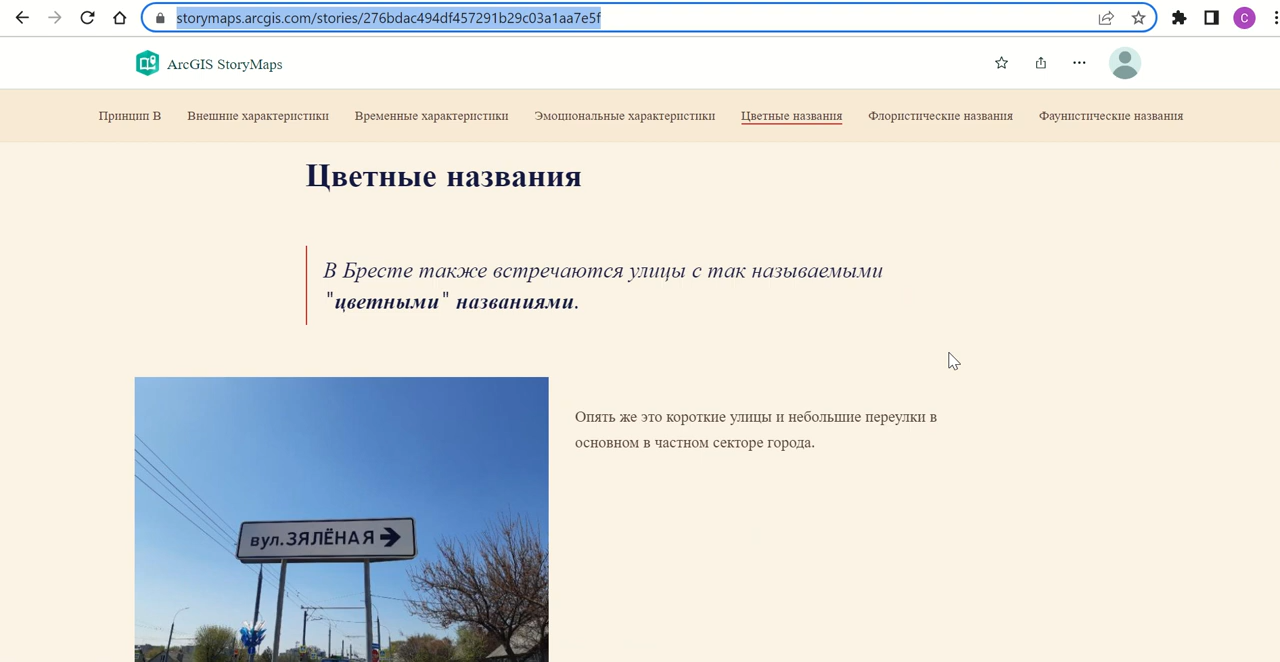 storymaps.arcgis.com/stories/276bdac494df457291b29c03a1aa7e5f
C
ArcGIS StoryMaps
Принцип В Внешние характеристики Временные характеристики Эмоциональные характеристики Цветные названия Флористические названия Фаунистические названия
Цветные названия
В Бресте также встречаются улицы с так называемыми
"цветными" названиями.
Опять же это короткие улицы и небольшие переулки в
основном в частном секторе города.
вул. ЗЯЛЁНАЯ